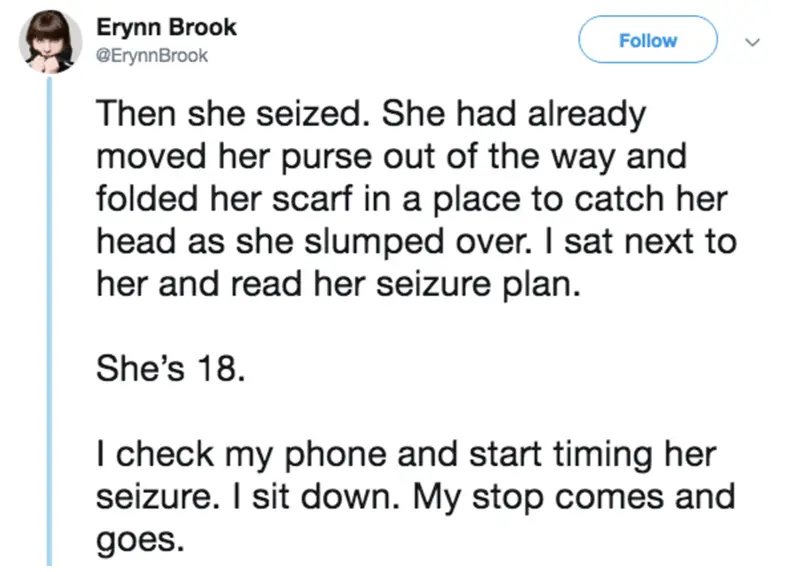 Erynn Brook
@ErynnBrook
Follow
Then she seized. She had already
moved her purse out of the way and
folded her scarf in a place to catch her
head as she slumped over. I sat next to
her and read her seizure plan.
She’s 18.
I check my phone and start timing her
seizure. I sit down. My stop comes and
goes.